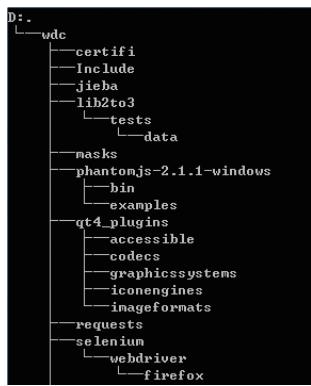 D:.
└──wdc
    ├──certifi
    ├──Include
    ├──jieba
    ├──lib2to3
    │  └──tests
    │      └──data
    ├──masks
    ├──phantomjs-2.1.1-windows
    │  ├──bin
    │  └──examples
    ├──qt4_plugins
    │  ├──accessible
    │  ├──codecs
    │  ├──graphicssystems
    │  ├──iconengines
    │  └──imageformats
    ├──requests
    ├──selenium
    │  └──webdriver
    │      └──firefox